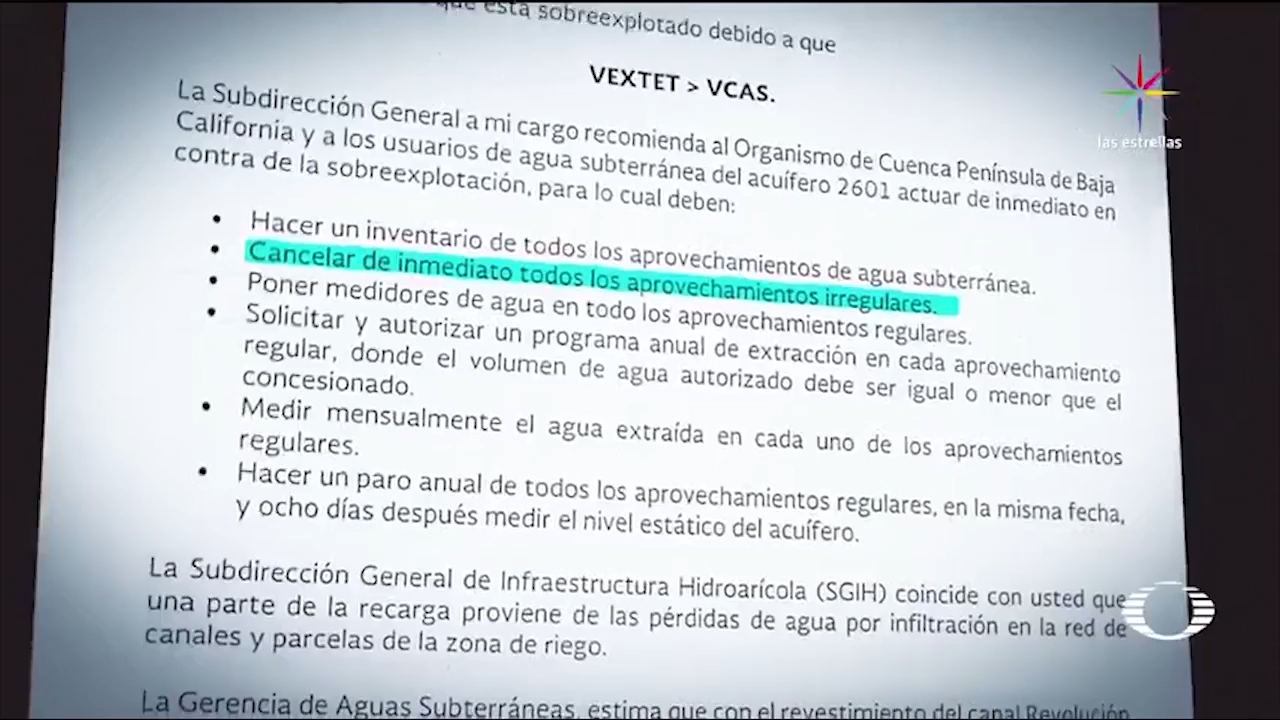 que está sobreexplotado debido a que
VEXTET > VCAS.
La Subdirección General a mi cargo recomienda al Organismo de Cuenca Península de Baja
California y a los usuarios de agua subterránea del acuífero 2601 actuar de inmediato en
contra de la sobreexplotación, para lo cual deben:
• Hacer un inventario de todos los aprovechamientos de agua subterránea.
• Cancelar de inmediato todos los aprovechamientos irregulares.
• Poner medidores de agua en todo los aprovechamientos regulares.
• Solicitar y autorizar un programa anual de extracción en cada aprovechamiento
regular, donde el volumen de agua autorizado debe ser igual o menor que el
concesionado.
• Medir mensualmente el agua extraída en cada uno de los aprovechamientos
regulares.
• Hacer un paro anual de todos los aprovechamientos regulares, en la misma fecha,
y ocho días después medir el nivel estático del acuífero.
La Subdirección General de Infraestructura Hidroarícola (SGIH) coincide con usted que
una parte de la recarga proviene de las pérdidas de agua por infiltración en la red de
canales y parcelas de la zona de riego.
La Gerencia de Aguas Subterráneas, estima que con el revestimiento del canal Revolución
las estrellas